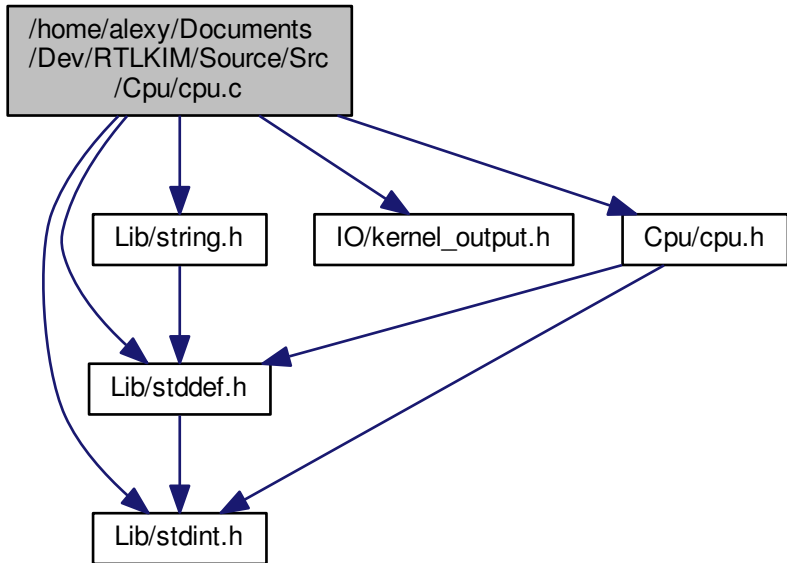 /home/alexy/Documents
/Dev/RTLKIM/Source/Src
/Cpu/cpu.c
Lib/string.h
IO/kernel_output.h
Cpu/cpu.h
Lib/stddef.h
Lib/stdint.h